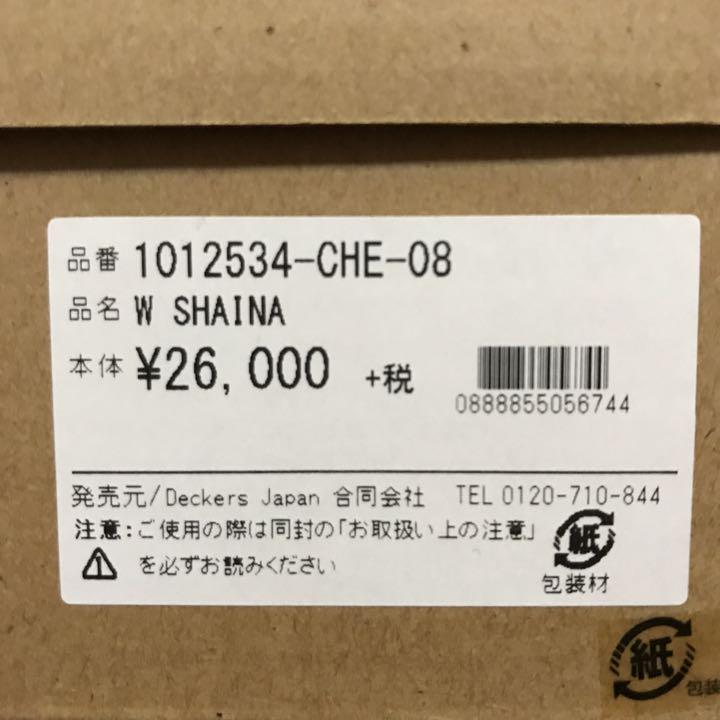 品番 1012534-CHE-08
品名 W SHAINA
本体 ¥26,000 +税
0888855056744
発売元/Deckers Japan 合同会社 TEL 0120-710-844
注意:ご使用の際は同封の「お取扱い上の注意」
を必ずお読みください
紙
包装材
紙
包装